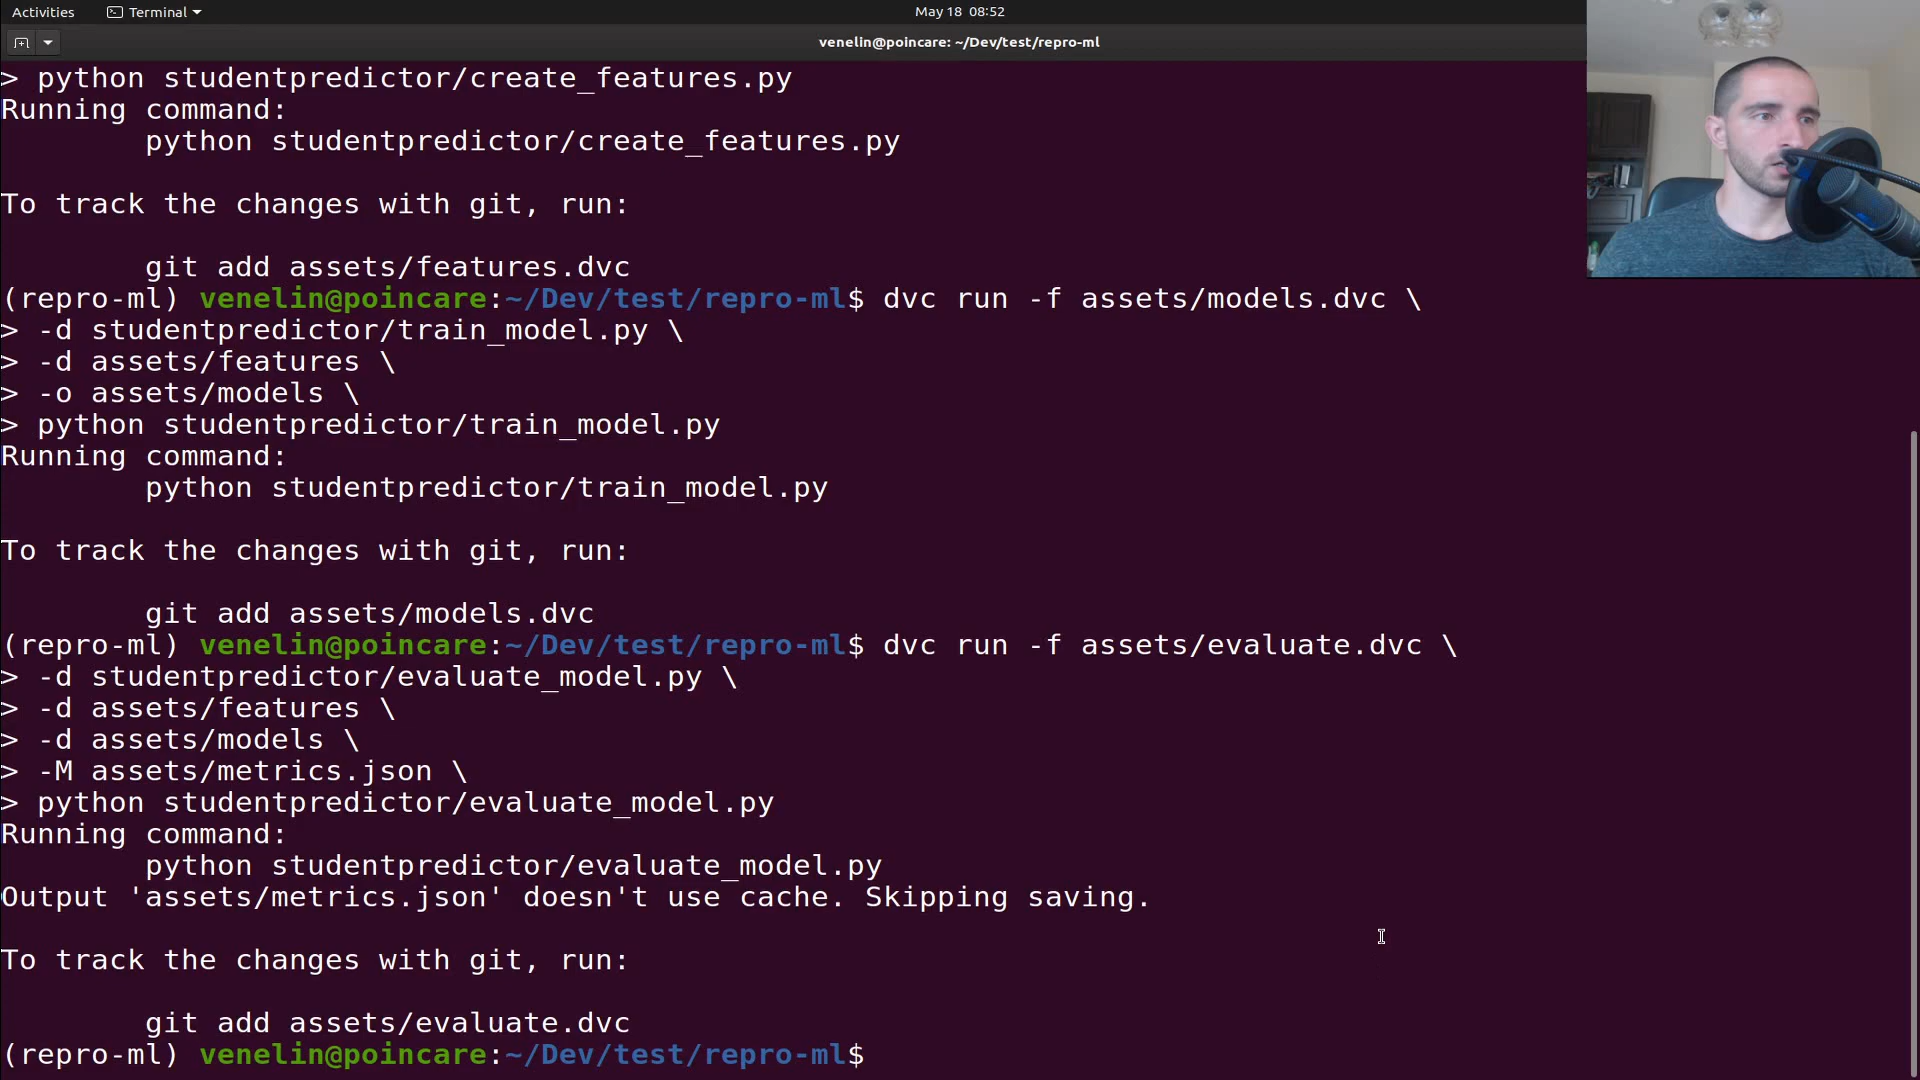 Activities Terminal May 18 08:52
venelin@poincare: ~/Dev/test/repro-ml
> python studentpredictor/create_features.py
Running command:
python studentpredictor/create_features.py
To track the changes with git, run:
git add assets/features.dvc
(repro-ml) venelin@poincare:~/Dev/test/repro-ml$ dvc run -f assets/models.dvc \
> -d studentpredictor/train_model.py \
> -d assets/features \
> -o assets/models \
> python studentpredictor/train_model.py
Running command:
python studentpredictor/train_model.py
To track the changes with git, run:
git add assets/models.dvc
(repro-ml) venelin@poincare:~/Dev/test/repro-ml$ dvc run -f assets/evaluate.dvc \
> -d studentpredictor/evaluate_model.py \
> -d assets/features \
> -d assets/models \
> -M assets/metrics.json \
> python studentpredictor/evaluate_model.py
Running command:
python studentpredictor/evaluate_model.py
Output 'assets/metrics.json' doesn't use cache. Skipping saving.
To track the changes with git, run:
git add assets/evaluate.dvc
(repro-ml) venelin@poincare:~/Dev/test/repro-ml$